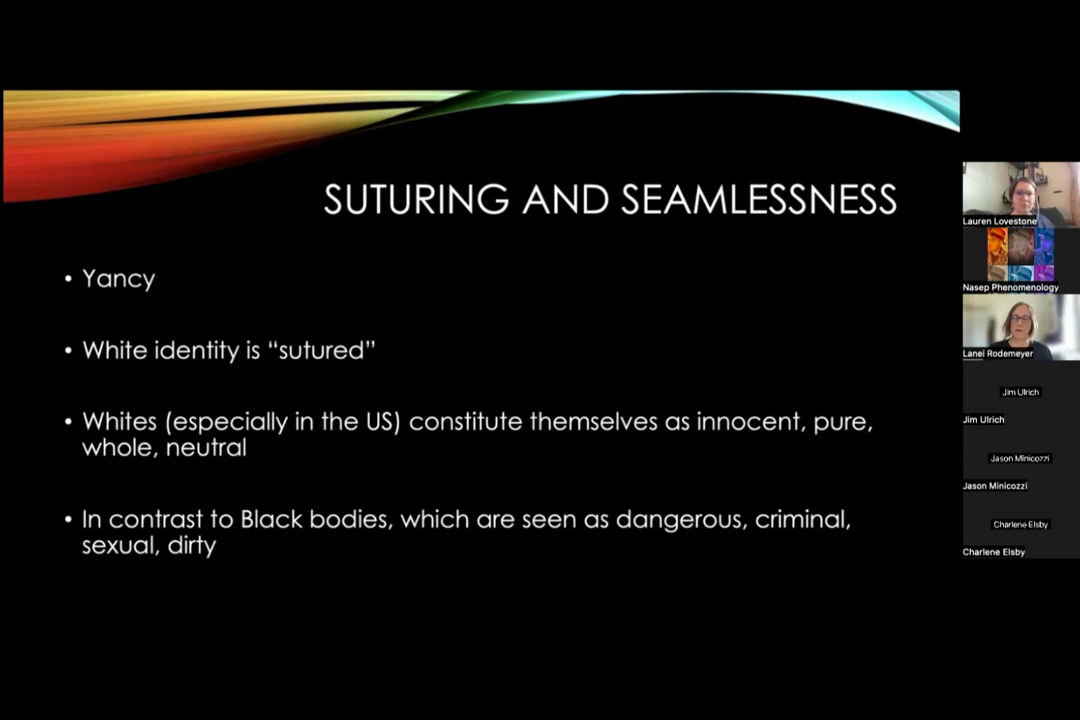 SUTURING AND SEAMLESSNESS
• Yancy
• White identity is “sutured”
• Whites (especially in the US) constitute themselves as innocent, pure,
whole, neutral
• In contrast to Black bodies, which are seen as dangerous, criminal,
sexual, dirty
Lauren Lovestone
Nasep Phenomenology
Lanei Rodemeyer
Jim Ulrich
Jim Ulrich
Jason Minicozzi
Jason Minicozzi
Charlene Elsby
Charlene Elsby